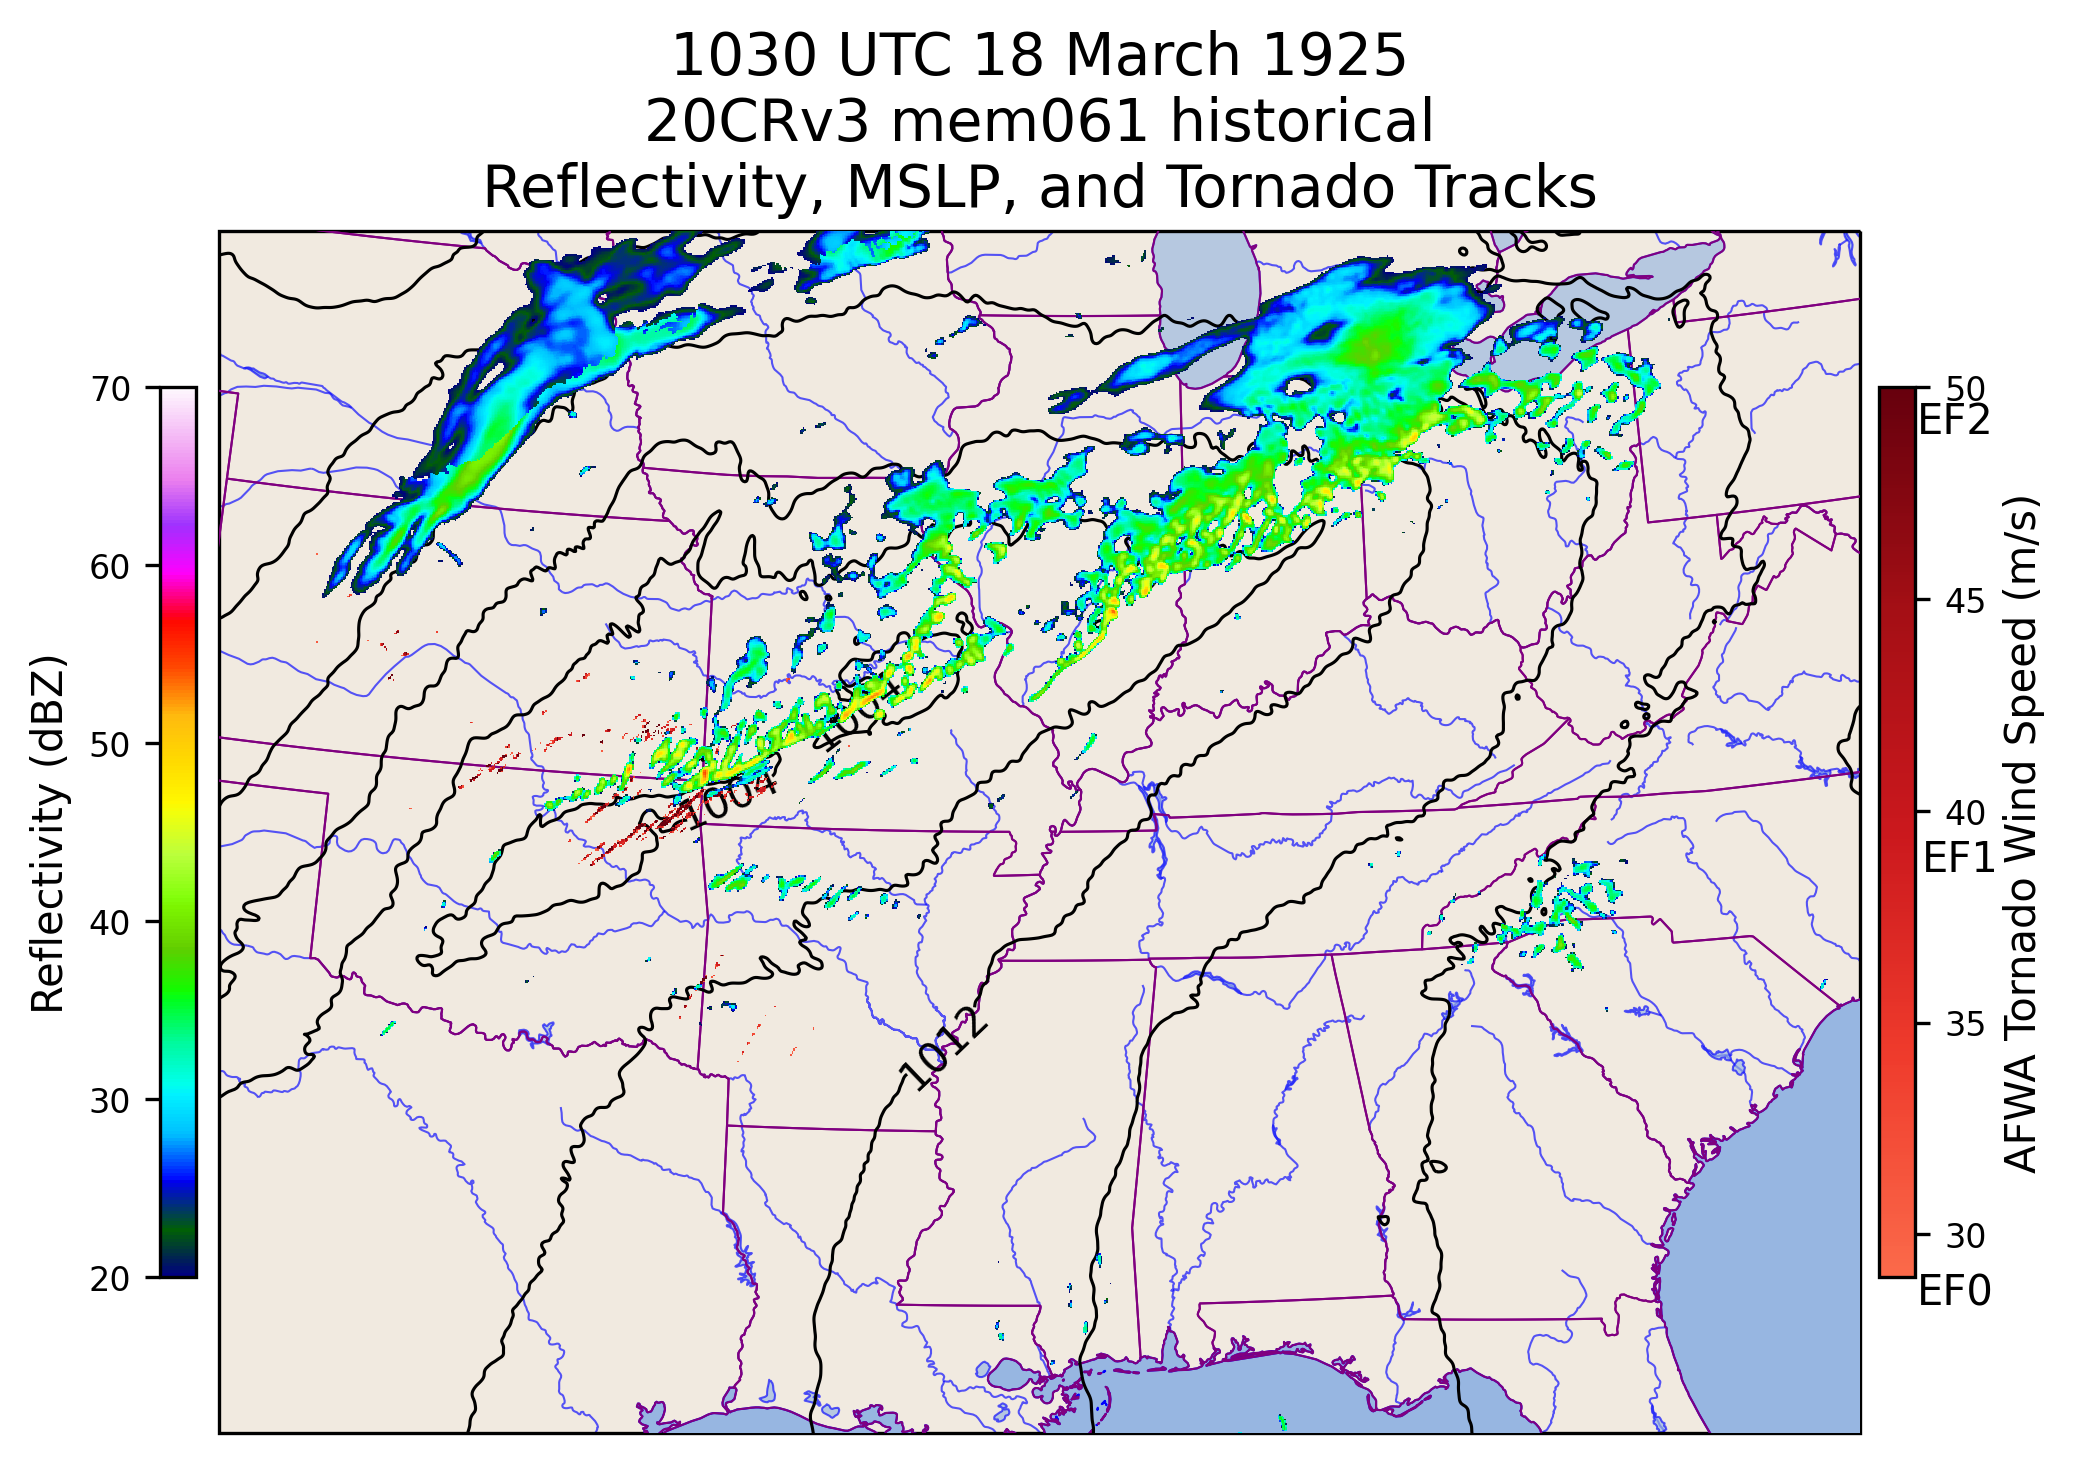 1030 UTC 18 March 1925
20CRv3 mem061 historical
Reflectivity, MSLP, and Tornado Tracks
Reflectivity (dBZ)
70
60
50
40
30
20
1004
1004
1012
50
EF2
45
40
EF1
35
30
EF0
AFWA Tornado Wind Speed (m/s)